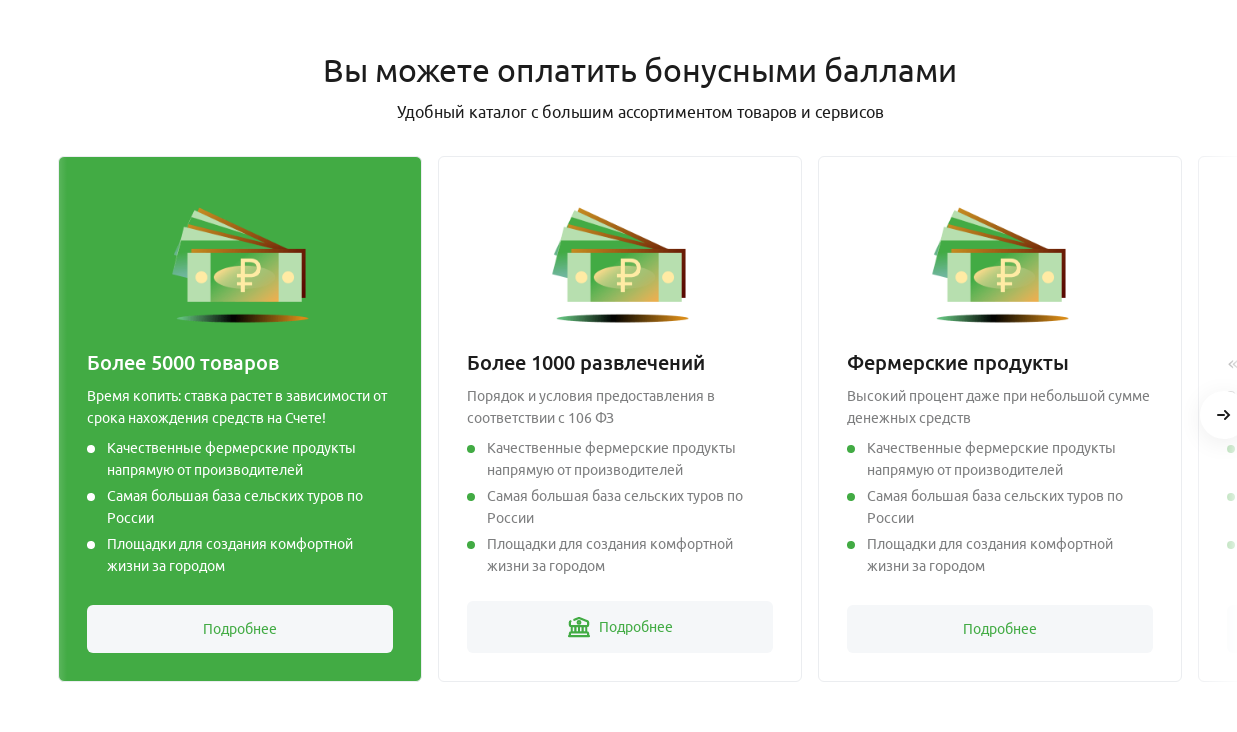 Вы можете оплатить бонусными баллами
Удобный каталог с большим ассортиментом товаров и сервисов
Более 5000 товаров
Время копить: ставка растет в зависимости от
срока нахождения средств на Счете!
Качественные фермерские продукты
напрямую от производителей
Самая большая база сельских туров по
России
Площадки для создания комфортной
жизни за городом
Подробнее
Более 1000 развлечений
Порядок и условия предоставления в
соответствии с 106 ФЗ
Качественные фермерские продукты
напрямую от производителей
Самая большая база сельских туров по
России
Площадки для создания комфортной
жизни за городом
Подробнее
Фермерские продукты
Высокий процент даже при небольшой сумме
денежных средств
Качественные фермерские продукты
напрямую от производителей
Самая большая база сельских туров по
России
Площадки для создания комфортной
жизни за городом
Подробнее